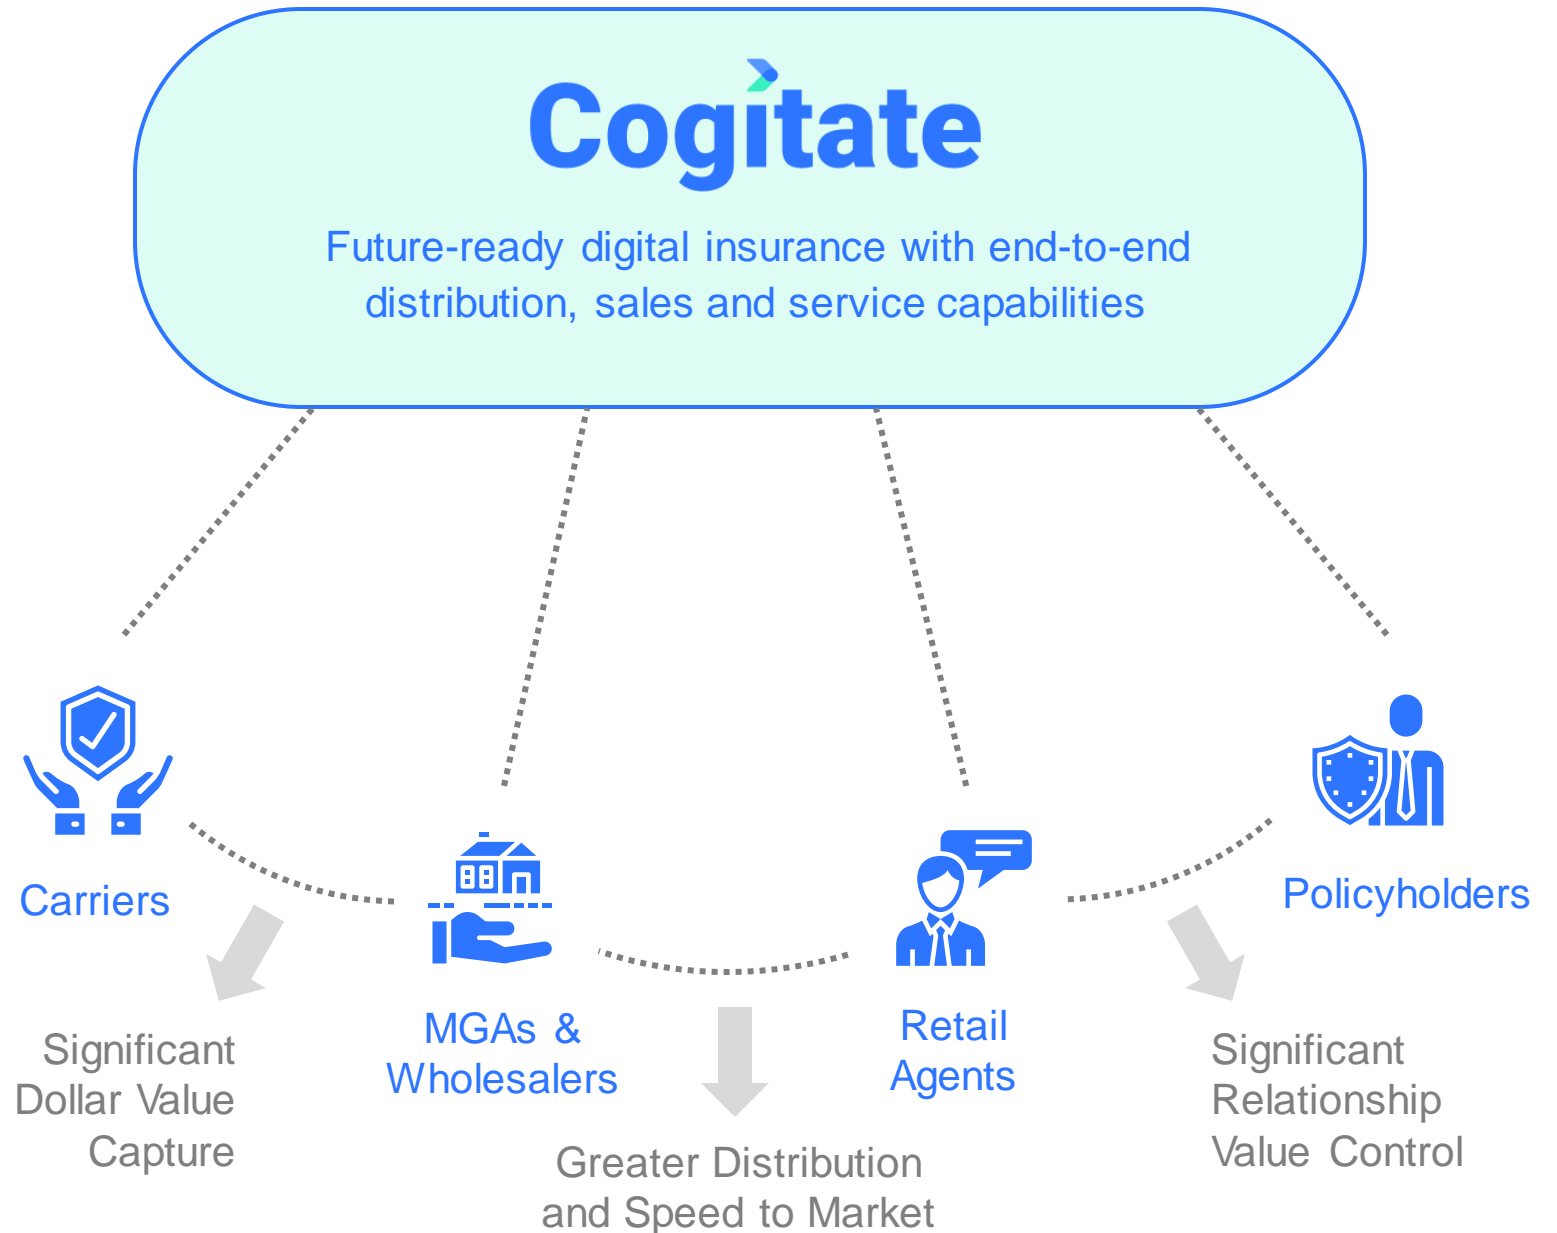 Cogitate
Future-ready digital insurance with end-to-end
distribution, sales and service capabilities
Carriers
MGAs &
Wholesalers
Retail
Agents
Policyholders
Significant
Dollar Value
Capture
Greater Distribution
and Speed to Market
Significant
Relationship
Value Control